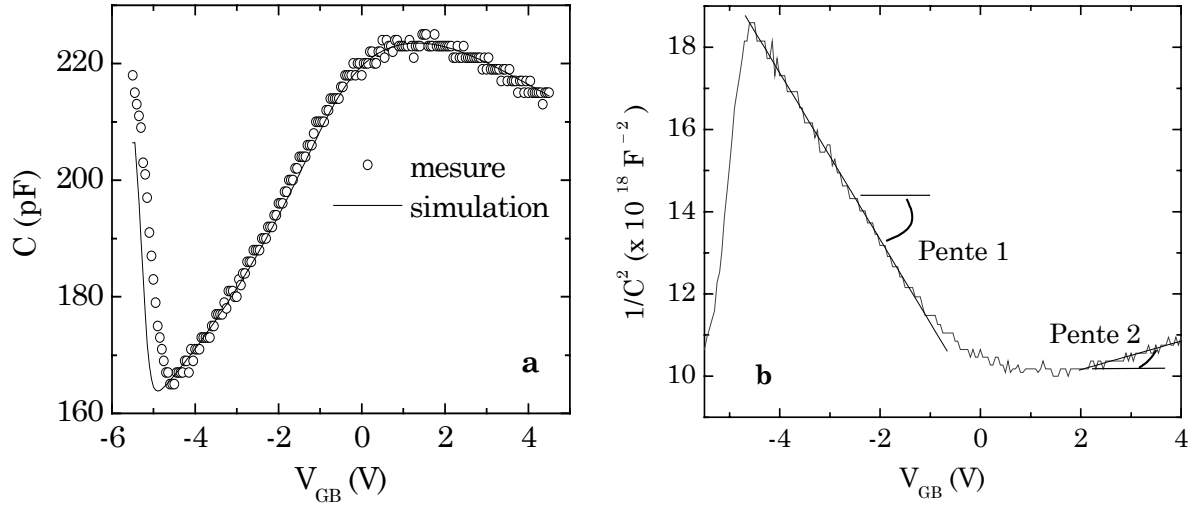 C (pF)
220
200
180
160
-6
-4
-2
0
2
4
V_GB (V)
mesure
simulation
a
1/C² (x 10 ¹⁸ F⁻²)
18
16
14
12
10
-4
-2
0
2
4
V_GB (V)
Pente 1
Pente 2
b